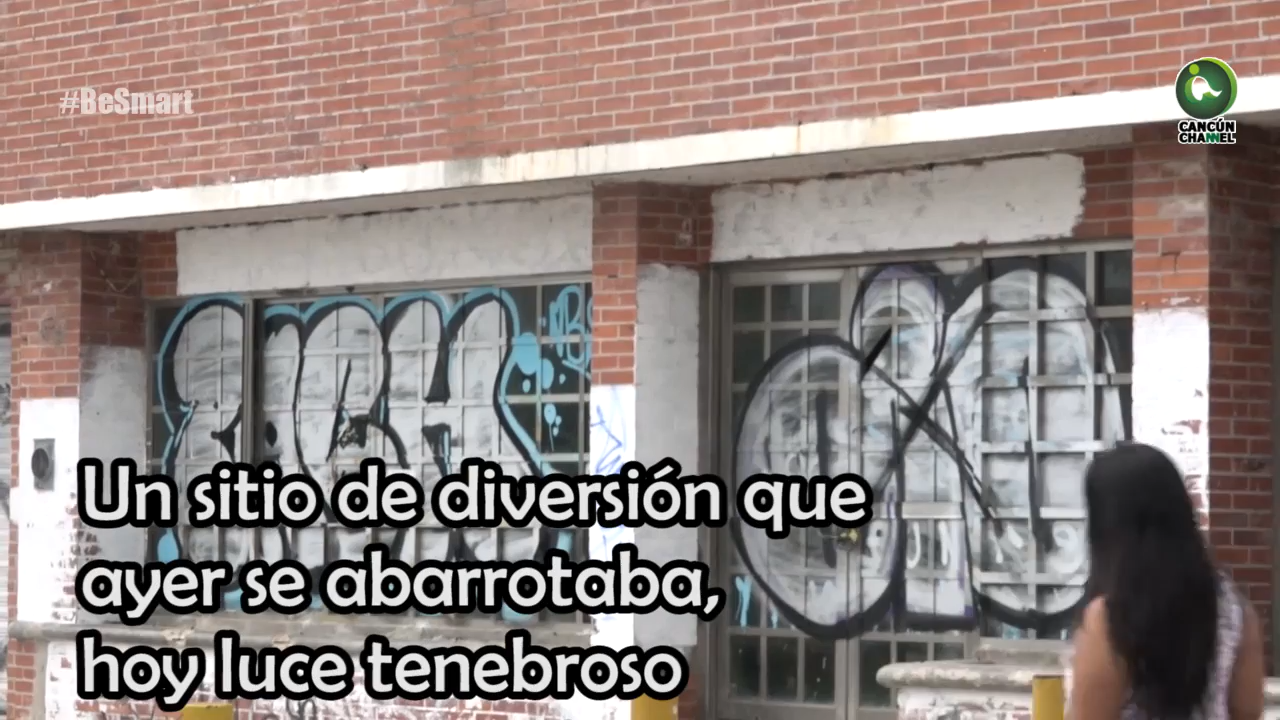 #BeSmart
CANCÚN
CHANNEL
Un sitio de diversión que
ayer se abarrotaba,
hoy luce tenebroso